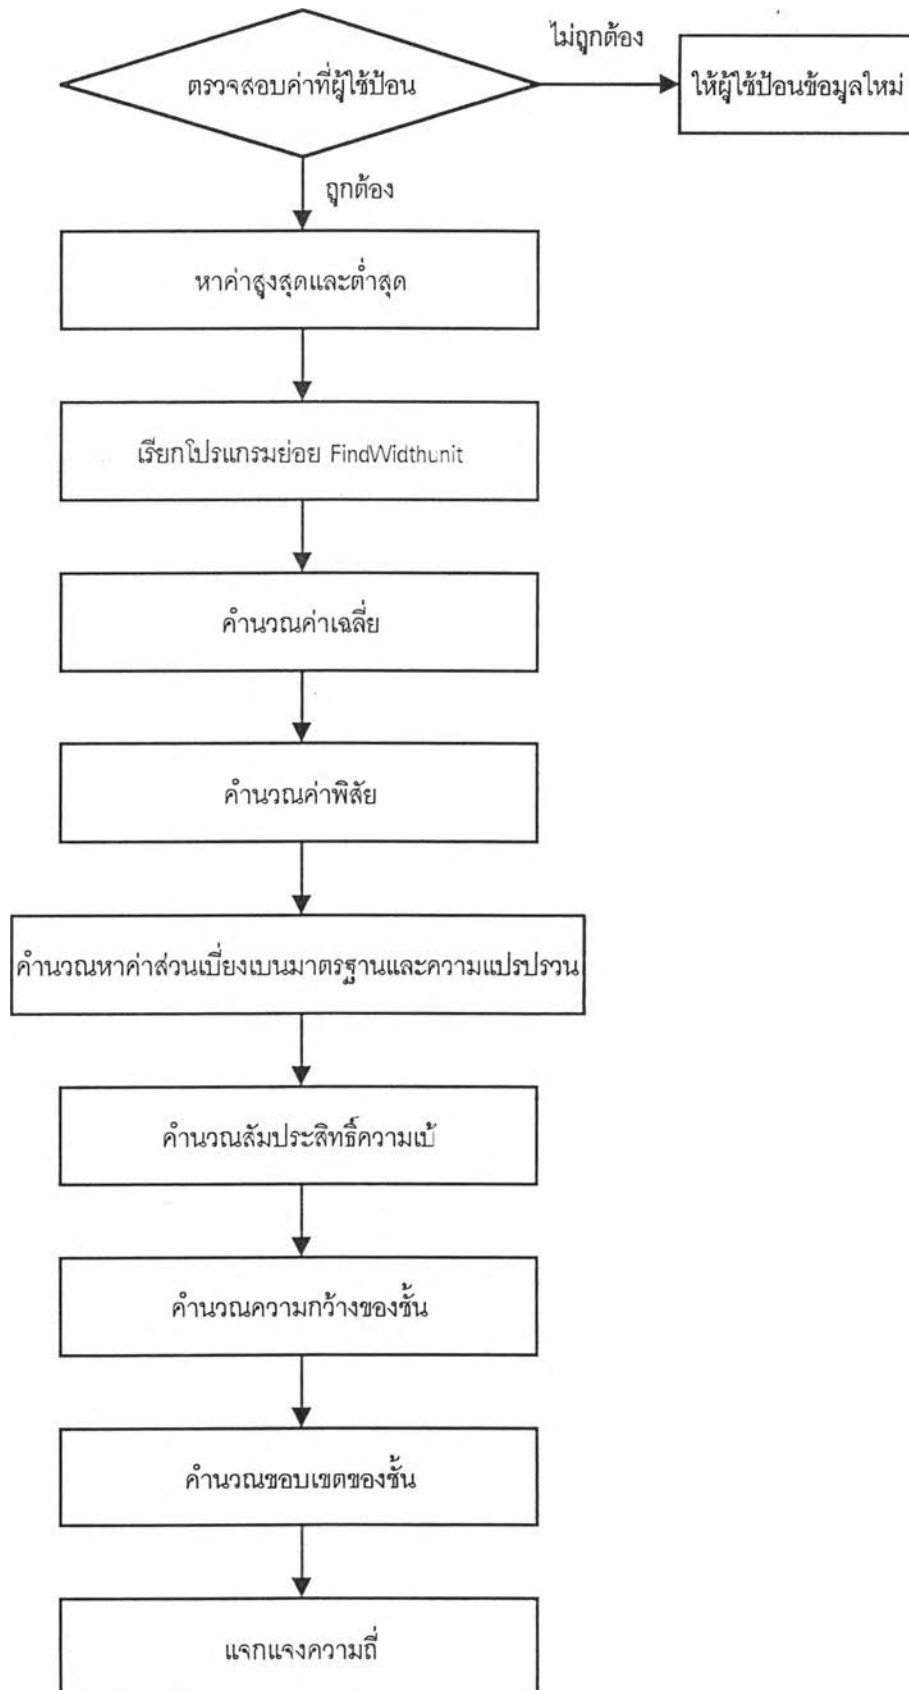 ไม่ถูกต้อง
ตรวจสอบค่าที่ผู้ใช้ป้อน
ให้ผู้ใช้ป้อนข้อมูลใหม่
ถูกต้อง
หาค่าสูงสุดและต่ำสุด
เรียกโปรแกรมย่อย FindWidthunit
คำนวณค่าเฉลี่ย
คำนวณค่าพิสัย
คำนวณหาค่าส่วนเบี่ยงเบนมาตรฐานและความแปรปรวน
คำนวณสัมประสิทธิ์ความเบ้
คำนวณความกว้างของชั้น
คำนวณขอบเขตของชั้น
แจกแจงความถี่